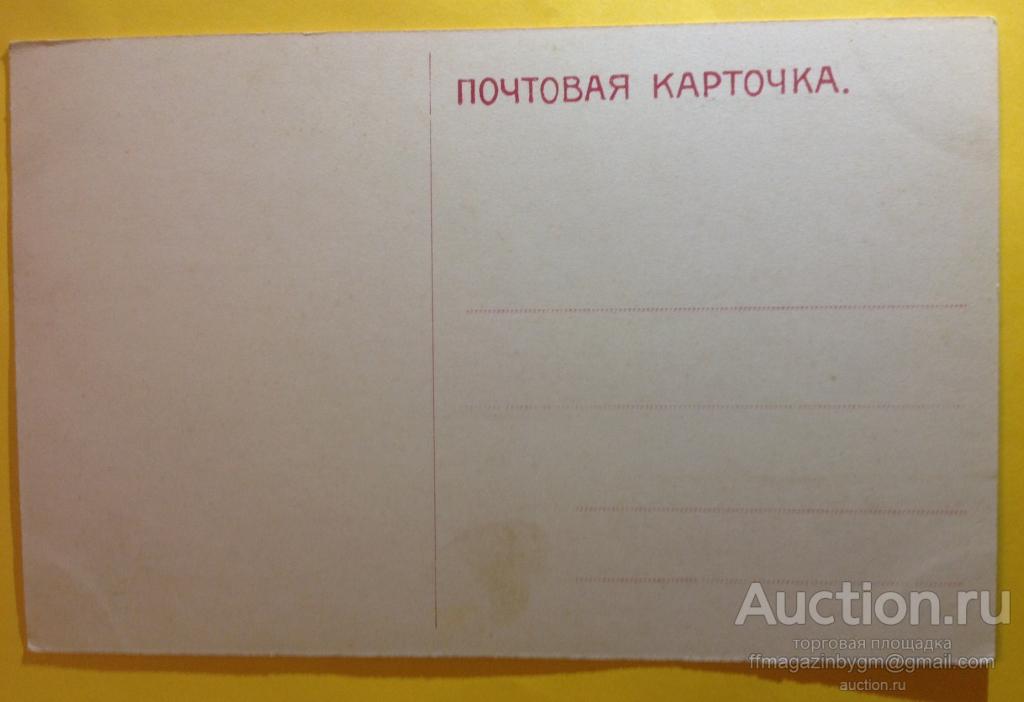 ПОЧТОВАЯ КАРТОЧКА.
Auction.ru
торговая площадка
ffmagazinbygm@gmail.com
auction.ru